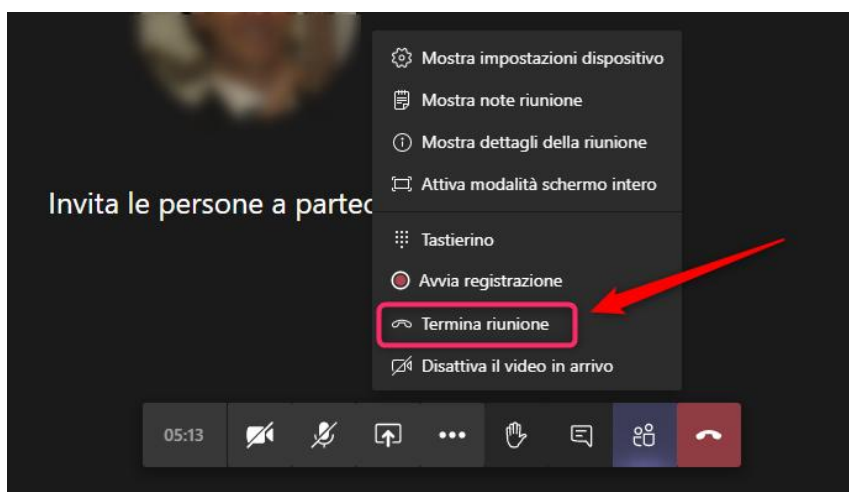 Mostra impostazioni dispositivo
Mostra note riunione
Mostra dettagli della riunione
Attiva modalità schermo intero
Invita le persone a partec
Tastierino
Avvia registrazione
Termina riunione
Disattiva il video in arrivo
05:13